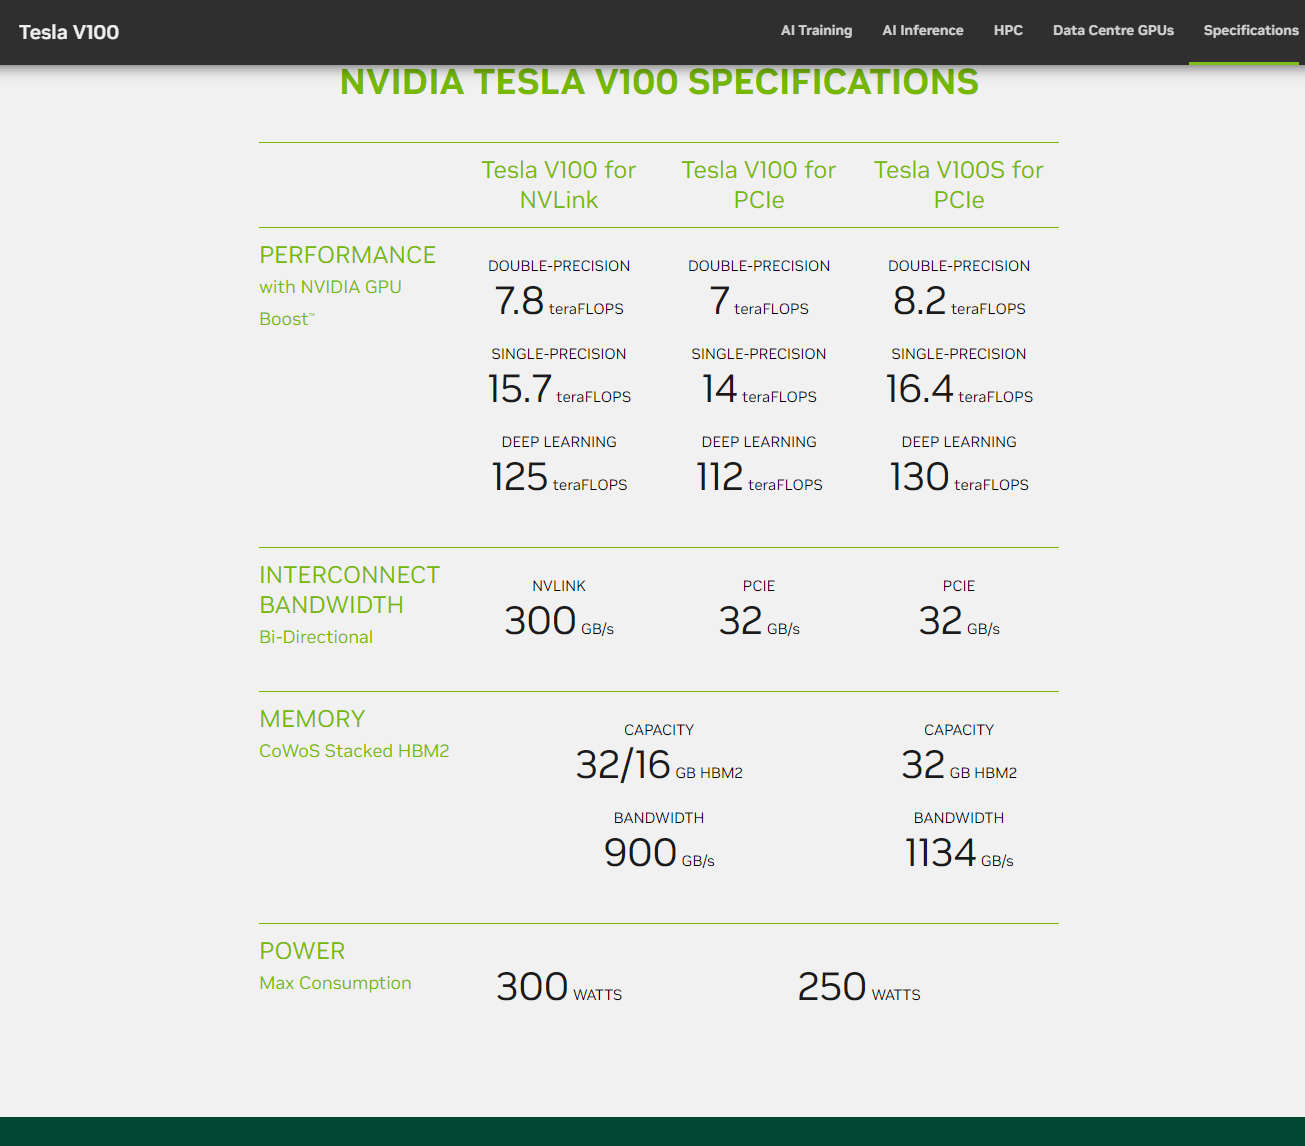 Tesla V100
AI Training
AI Inference
HPC
Data Centre GPUs
Specifications
NVIDIA TESLA V100 SPECIFICATIONS
Tesla V100 for
NVLink
Tesla V100 for
PCIe
Tesla V100S for
PCIe
PERFORMANCE
with NVIDIA GPU
Boost™
DOUBLE-PRECISION
7.8 teraFLOPS
SINGLE-PRECISION
15.7 teraFLOPS
DEEP LEARNING
125 teraFLOPS
DOUBLE-PRECISION
7 teraFLOPS
SINGLE-PRECISION
14 teraFLOPS
DEEP LEARNING
112 teraFLOPS
DOUBLE-PRECISION
8.2 teraFLOPS
SINGLE-PRECISION
16.4 teraFLOPS
DEEP LEARNING
130 teraFLOPS
INTERCONNECT
BANDWIDTH
Bi-Directional
NVLINK
300 GB/s
PCIE
32 GB/s
PCIE
32 GB/s
MEMORY
CoWoS Stacked HBM2
CAPACITY
32/16 GB HBM2
BANDWIDTH
900 GB/s
CAPACITY
32 GB HBM2
BANDWIDTH
1134 GB/s
POWER
Max Consumption
300 WATTS
250 WATTS